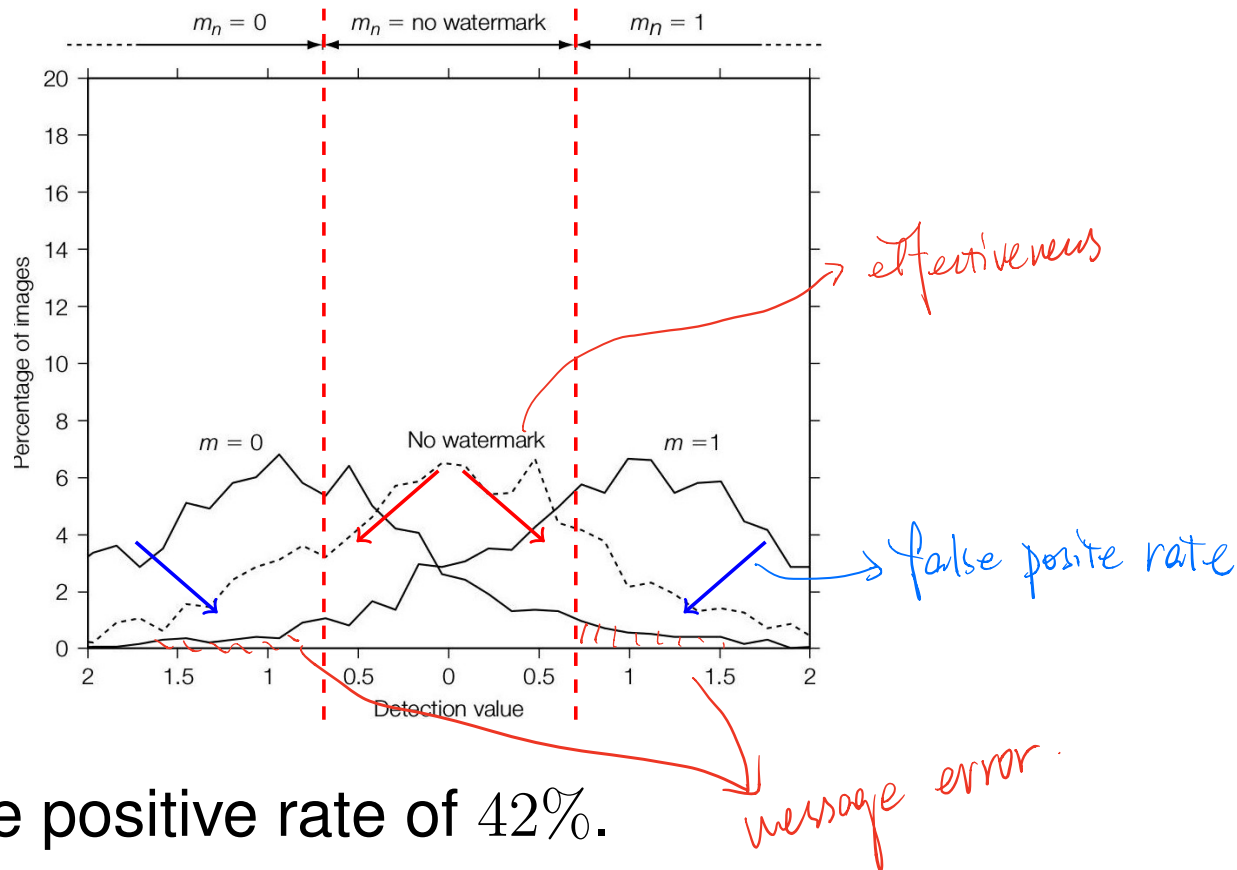 m_n = 0
m_n = no watermark
m_n = 1
20
18
16
14
12
10
8
6
4
2
0
Percentage of images
m = 0
No watermark
m = 1
2
1.5
1
0.5
0
0.5
1
1.5
2
Detection value
effectiveness
false posite rate
message error.
e positive rate of 42%.